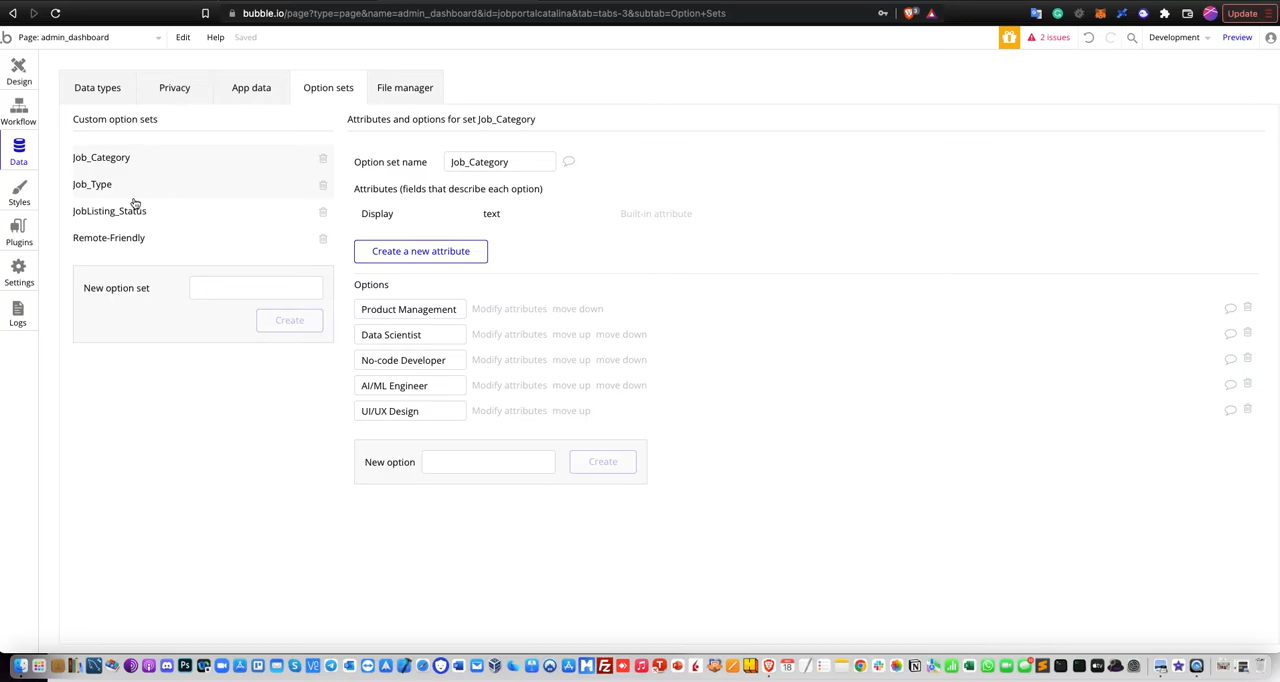 bubble.io/page?type=page&name=admin_dashboard&id=jobportalcatalina&tab=tabs-3&subtab=Option+Sets
Update
Page: admin_dashboard
Edit
Help
Saved
2 issues
Development
Preview
Design
Workflow
Data
Styles
Plugins
Settings
Logs
Data types
Privacy
App data
Option sets
File manager
Custom option sets
Job_Category
Job_Type
JobListing_Status
Remote-Friendly
New option set
Create
Attributes and options for set Job_Category
Option set name
Job_Category
Attributes (fields that describe each option)
Display text Built-in attribute
Create a new attribute
Options
Product Management Modify attributes move down
Data Scientist Modify attributes move up move down
No-code Developer Modify attributes move up move down
AI/ML Engineer Modify attributes move up move down
UI/UX Design Modify attributes move up
New option
Create